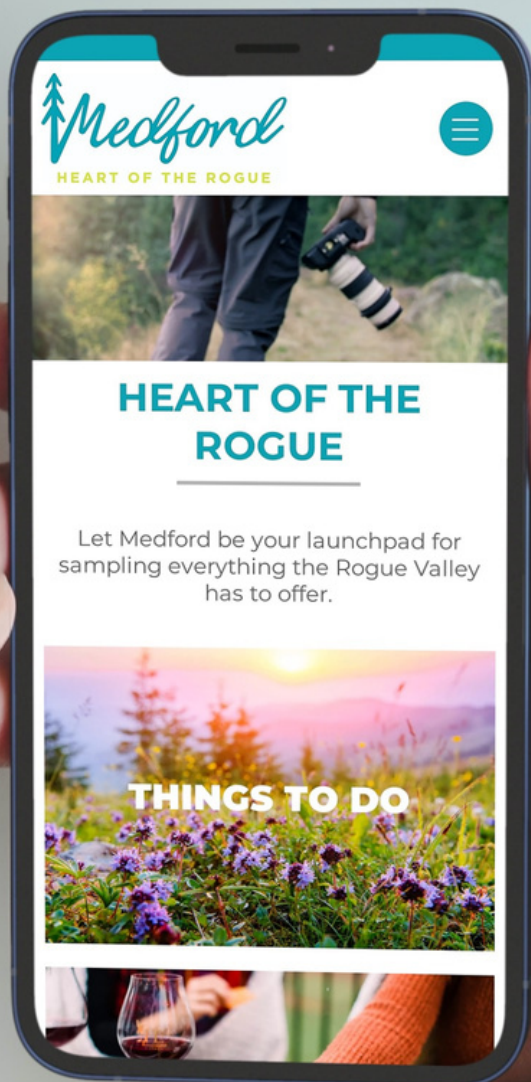 Medford
HEART OF THE ROGUE
HEART OF THE
ROGUE
Let Medford be your launchpad for
sampling everything the Rogue Valley
has to offer.
THINGS TO DO